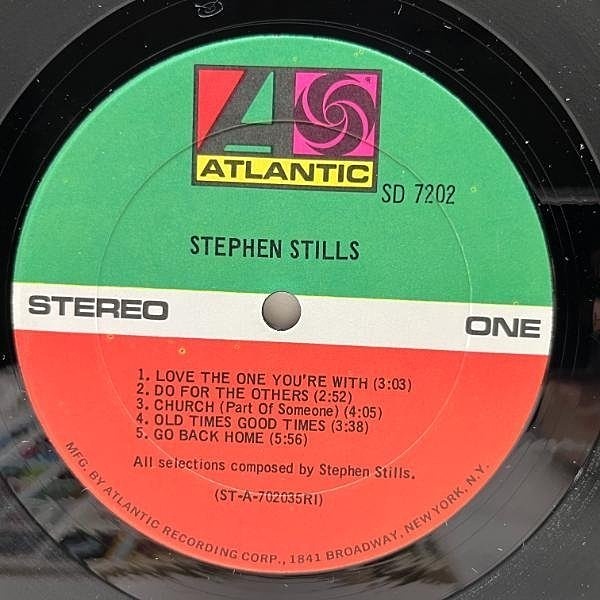 ATLANTIC
SD 7202
STEPHEN STILLS
STEREO ONE
1. LOVE THE ONE YOU'RE WITH (3:03)
2. DO FOR THE OTHERS (2:52)
3. CHURCH (Part Of Someone) (4:05)
4. OLD TIMES GOOD TIMES (3:38)
5. GO BACK HOME (5:56)
All selections composed by Stephen Stills.
(ST-A-702035RI)
MFG. BY ATLANTIC RECORDING CORP., 1841 BROADWAY, NEW YORK, N.Y.